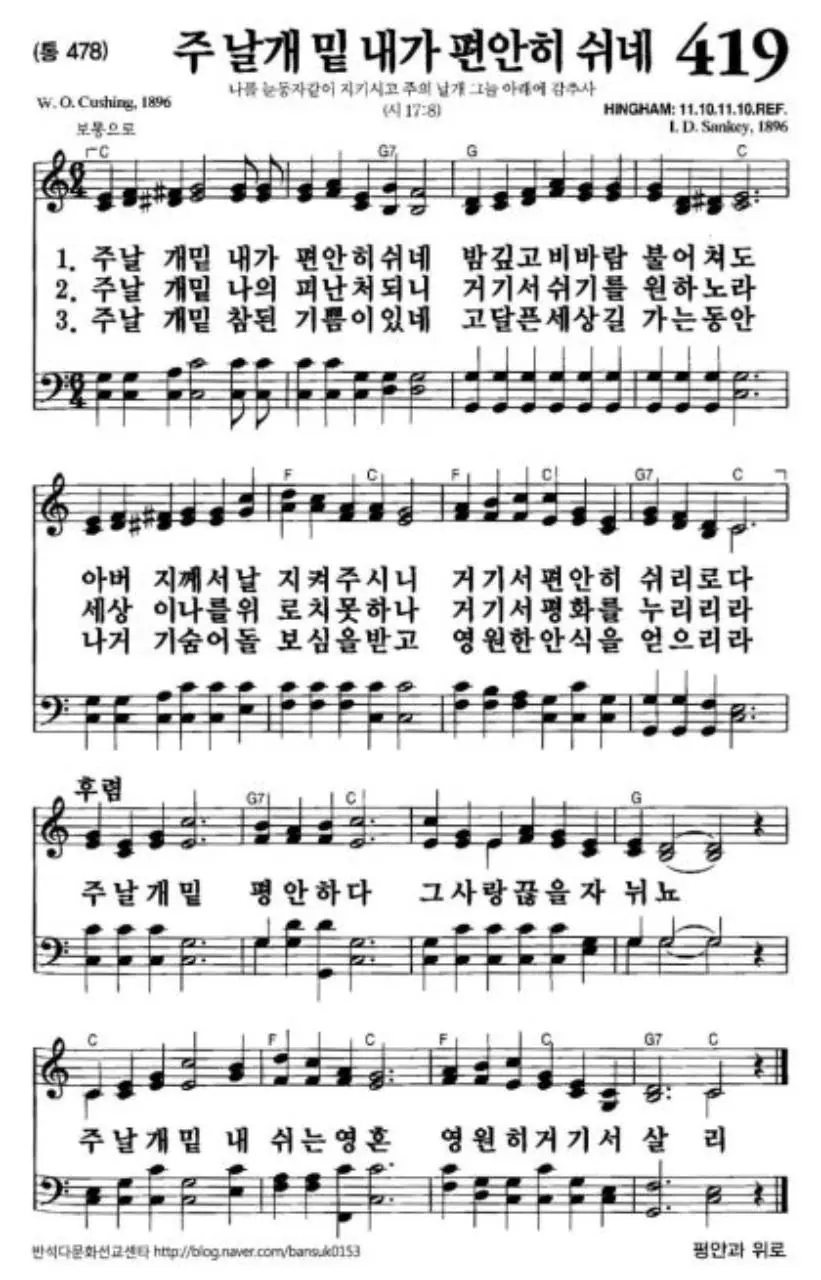 (통 478) 주 날개 밑 내가 편안히 쉬네 419
나를 눈동자같이 지키시고 주의 날개 그늘 아래에 감추사
(시 17:8)
W. O. Cushing, 1896
HINGHAM: 11.10.11.10.REF.
보통으로
I. D. Sankey, 1896
C G7 G C
6/4
1. 주날 개밑 내가 편안히쉬네 밤깊고비바람 불어쳐도
2. 주날 개밑 나의 피난처되니 거기서쉬기를 원하노라
3. 주날 개밑 참된 기쁨이있네 고달픈세상길 가는동안
6/4
F C F C G7 C
아버 지께서날 지켜주시니 거기서편안히 쉬리로다
세상 이나를위 로치못하나 거기서평화를 누리리라
나거 기숨어돌 보심을받고 영원한안식을 얻으리라
후렴
G7 C G
주날개밑 평안하다 그사랑끊을자 뉘뇨
C F C F C G7 C
주날개밑 내 쉬는영혼 영원히거기서 살 리
반석다문화선교센타 http://blog.naver.com/bansuk0153
평안과 위로